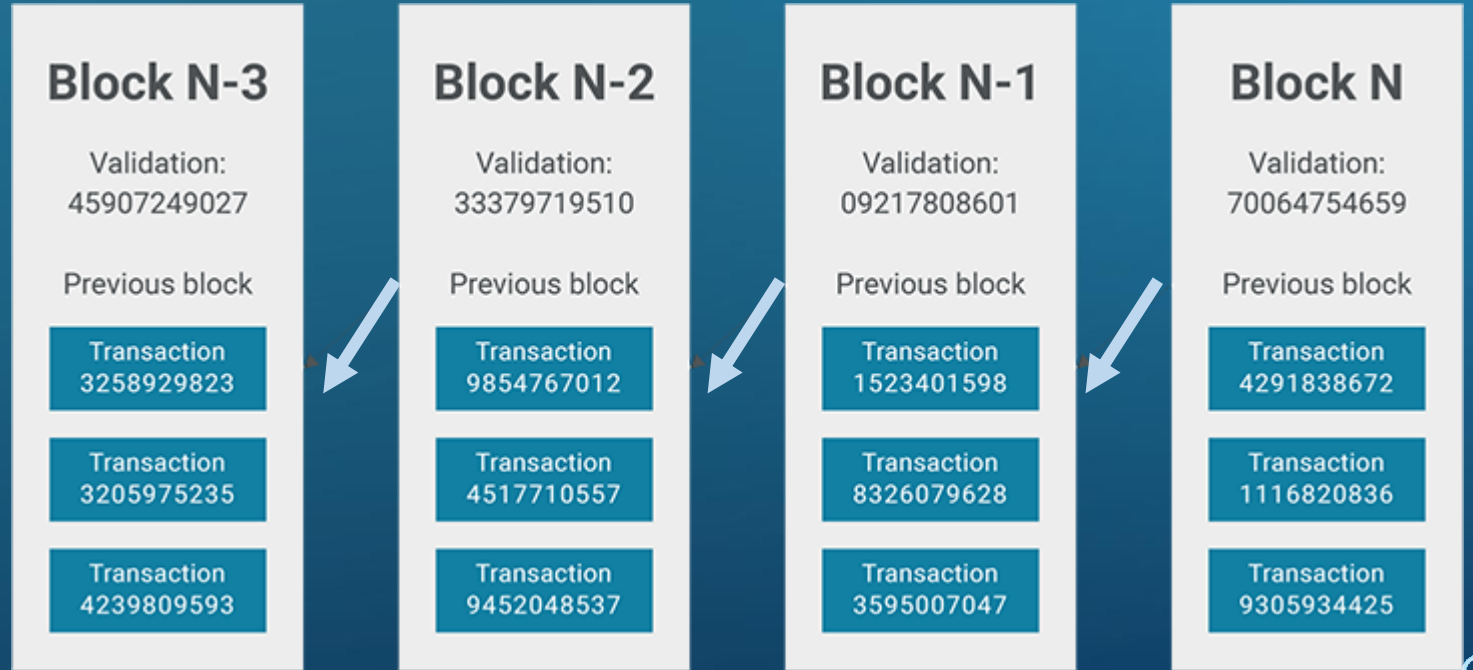 Block N-3
Validation:
45907249027
Previous block
Transaction
3258929823
Transaction
3205975235
Transaction
4239809593
Block N-2
Validation:
33379719510
Previous block
Transaction
9854767012
Transaction
4517710557
Transaction
9452048537
Block N-1
Validation:
09217808601
Previous block
Transaction
1523401598
Transaction
8326079628
Transaction
3595007047
Block N
Validation:
70064754659
Previous block
Transaction
4291838672
Transaction
1116820836
Transaction
9305934425